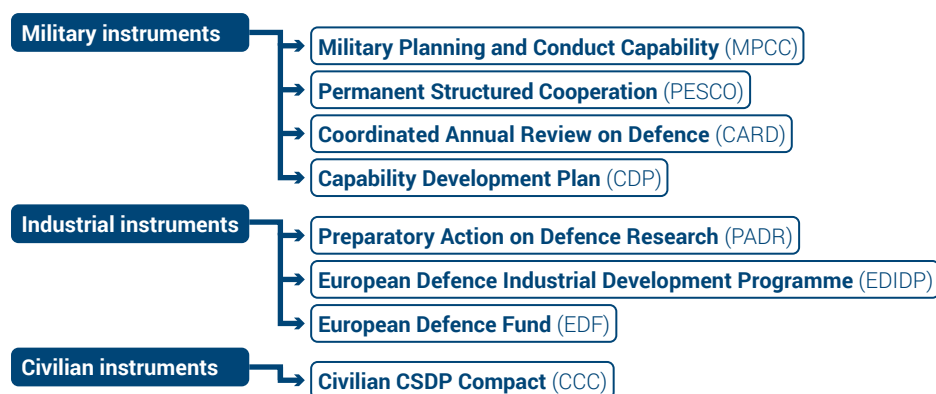 Military instruments
Military Planning and Conduct Capability (MPCC)
Permanent Structured Cooperation (PESCO)
Coordinated Annual Review on Defence (CARD)
Capability Development Plan (CDP)
Industrial instruments
Preparatory Action on Defence Research (PADR)
European Defence Industrial Development Programme (EDIDP)
European Defence Fund (EDF)
Civilian instruments
Civilian CSDP Compact (CCC)